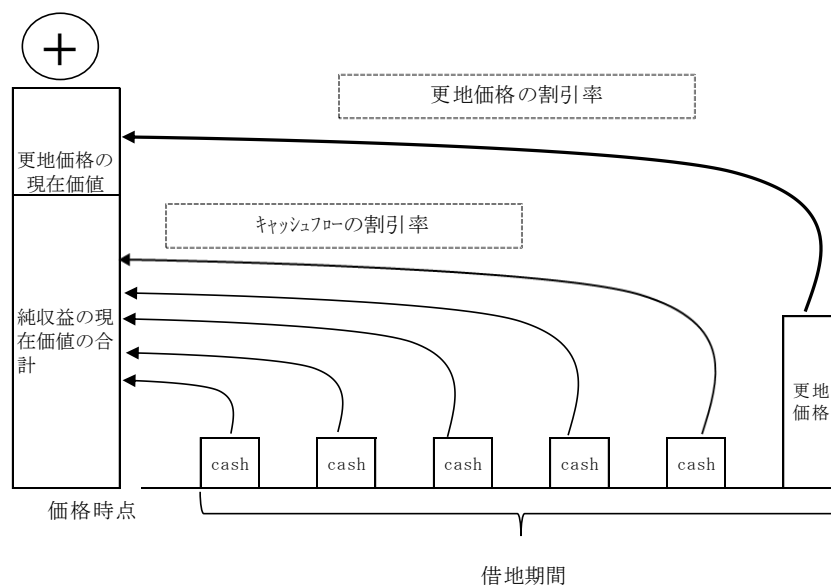 +
更地価格の割引率
更地価格の
現在価値
ｷｬｯｼｭﾌﾛｰの割引率
純収益の現
在価値の合
計
更地
価格
cash
cash
cash
cash
cash
価格時点
借地期間